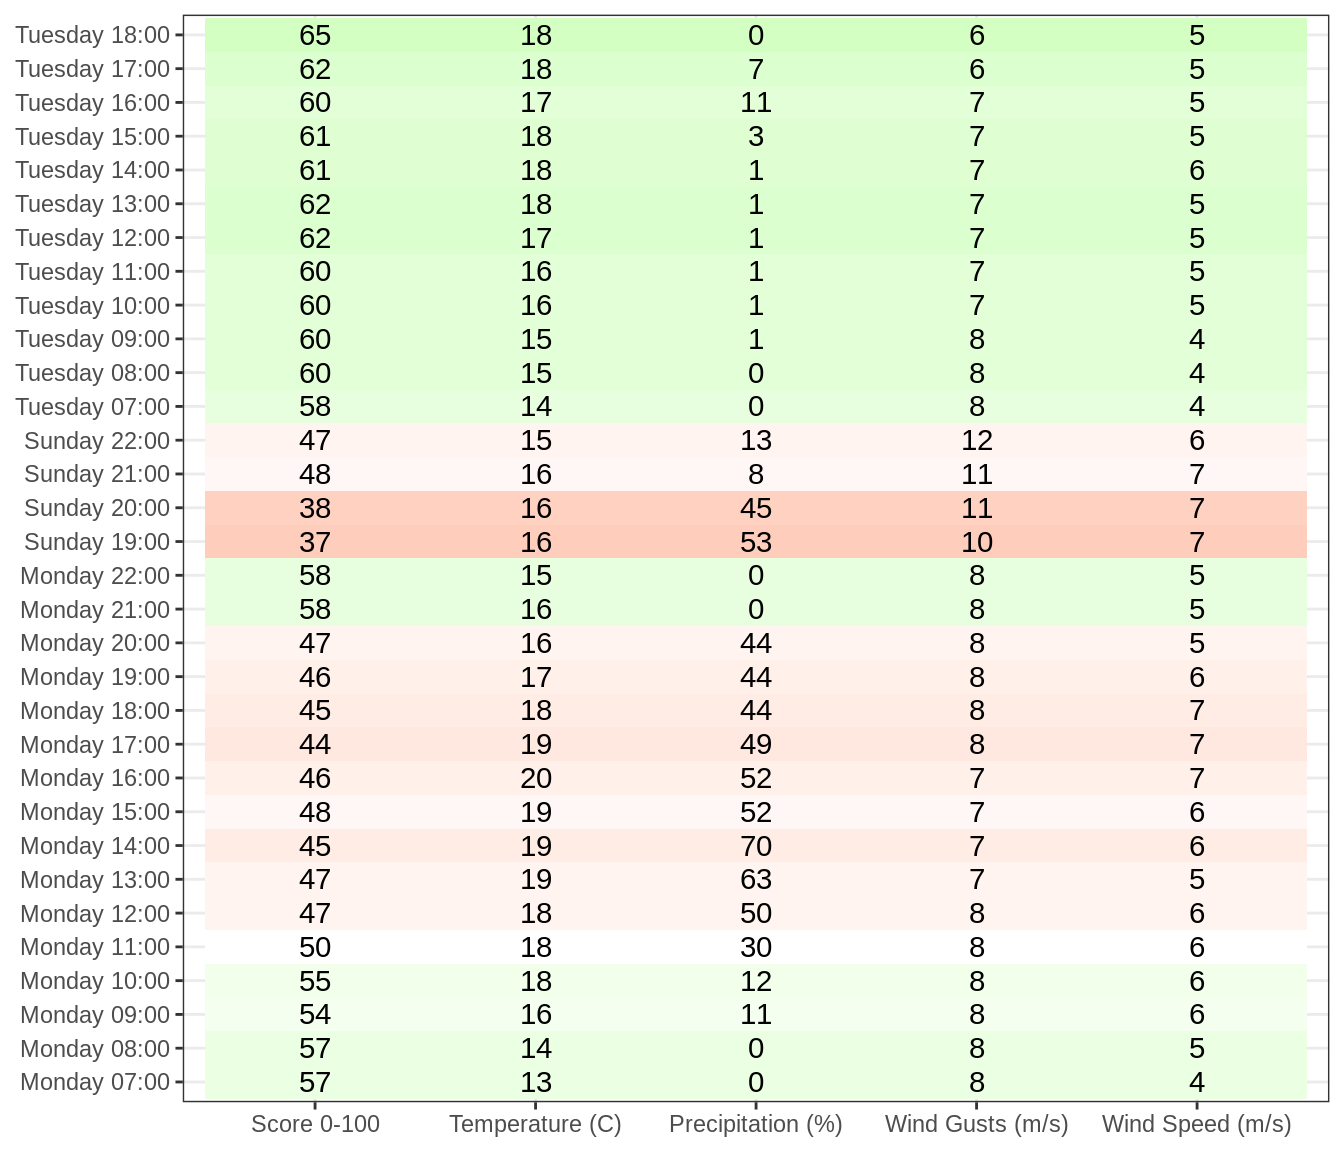 Tuesday 18:00 65 18 0 6 5
Tuesday 17:00 62 18 7 6 5
Tuesday 16:00 60 17 11 7 5
Tuesday 15:00 61 18 3 7 5
Tuesday 14:00 61 18 1 7 6
Tuesday 13:00 62 18 1 7 5
Tuesday 12:00 62 17 1 7 5
Tuesday 11:00 60 16 1 7 5
Tuesday 10:00 60 16 1 7 5
Tuesday 09:00 60 15 1 8 4
Tuesday 08:00 60 15 0 8 4
Tuesday 07:00 58 14 0 8 4
Sunday 22:00 47 15 13 12 6
Sunday 21:00 48 16 8 11 7
Sunday 20:00 38 16 45 11 7
Sunday 19:00 37 16 53 10 7
Monday 22:00 58 15 0 8 5
Monday 21:00 58 16 0 8 5
Monday 20:00 47 16 44 8 5
Monday 19:00 46 17 44 8 6
Monday 18:00 45 18 44 8 7
Monday 17:00 44 19 49 8 7
Monday 16:00 46 20 52 7 7
Monday 15:00 48 19 52 7 6
Monday 14:00 45 19 70 7 6
Monday 13:00 47 19 63 7 5
Monday 12:00 47 18 50 8 6
Monday 11:00 50 18 30 8 6
Monday 10:00 55 18 12 8 6
Monday 09:00 54 16 11 8 6
Monday 08:00 57 14 0 8 5
Monday 07:00 57 13 0 8 4
Score 0-100 Temperature (C) Precipitation (%) Wind Gusts (m/s) Wind Speed (m/s)